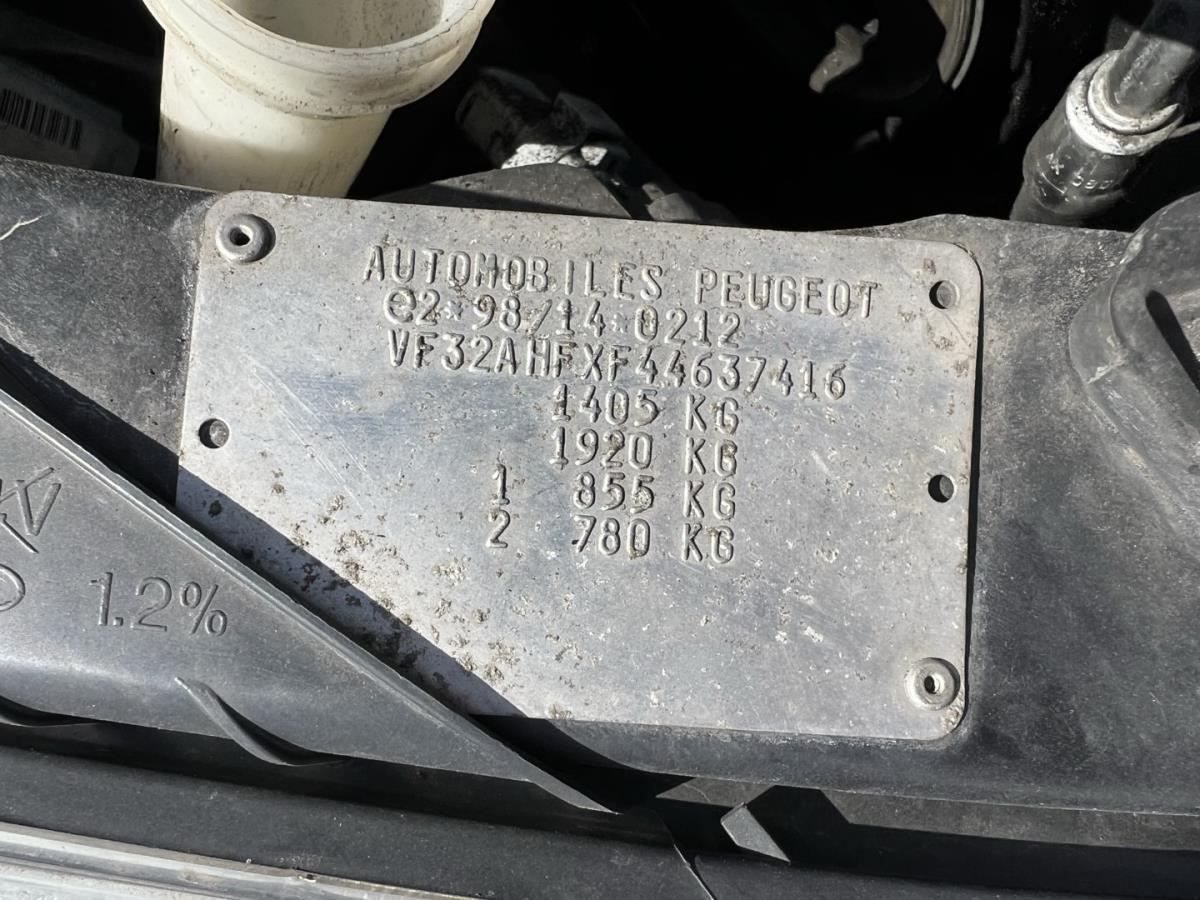 AUTOMOBILES PEUGEOT
e2*98/14*0212
VF32AHFXF44637416
1405 KG
1920 KG
1 855 KG
2 780 KG
1.2%